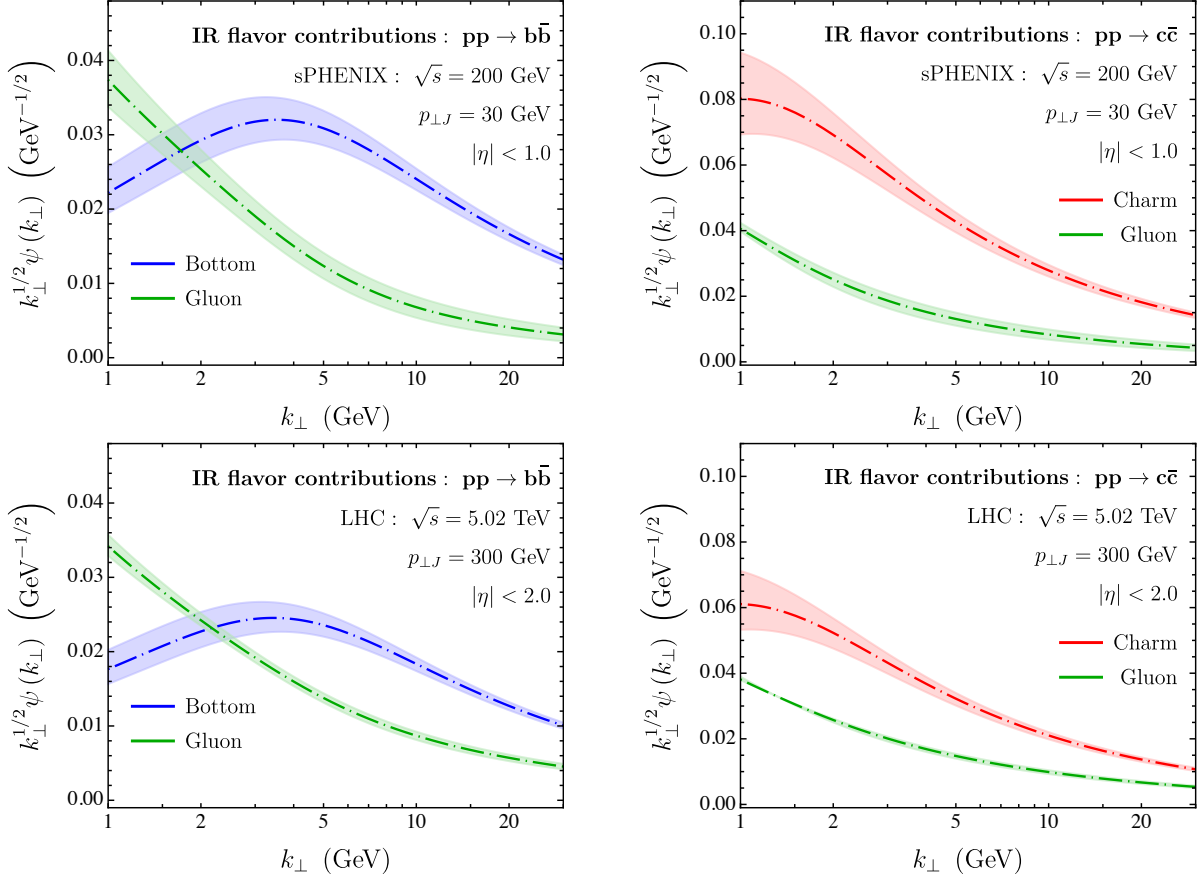 IR flavor contributions : pp → bb̄
sPHENIX : √s = 200 GeV
p⊥J = 30 GeV
|η| < 1.0
Bottom
Gluon
k⊥^1/2 ψ (k⊥) (GeV^−1/2)
0.04
0.03
0.02
0.01
0.00
1 2 5 10 20
k⊥ (GeV)
IR flavor contributions : pp → cc̄
sPHENIX : √s = 200 GeV
p⊥J = 30 GeV
|η| < 1.0
Charm
Gluon
k⊥^1/2 ψ (k⊥) (GeV^−1/2)
0.10
0.08
0.06
0.04
0.02
0.00
1 2 5 10 20
k⊥ (GeV)
IR flavor contributions : pp → bb̄
LHC : √s = 5.02 TeV
p⊥J = 300 GeV
|η| < 2.0
Bottom
Gluon
k⊥^1/2 ψ (k⊥) (GeV^−1/2)
0.04
0.03
0.02
0.01
0.00
1 2 5 10 20
k⊥ (GeV)
IR flavor contributions : pp → cc̄
LHC : √s = 5.02 TeV
p⊥J = 300 GeV
|η| < 2.0
Charm
Gluon
k⊥^1/2 ψ (k⊥) (GeV^−1/2)
0.10
0.08
0.06
0.04
0.02
0.00
1 2 5 10 20
k⊥ (GeV)